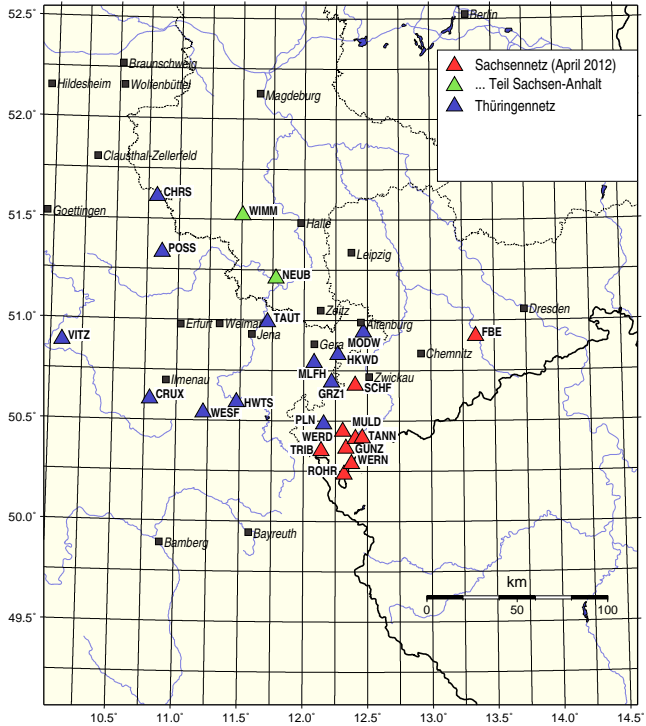 52.5°
Berlin
Sachsennetz (April 2012)
... Teil Sachsen-Anhalt
Thüringennetz
Braunschweig
Hildesheim
Wolfenbüttel
Magdeburg
52.0°
Clausthal-Zellerfeld
CHRS
Goettingen
51.5°
WIMM
Halle
POSS
Leipzig
NEUB
51.0°
Zeitz
Dresden
TAUT
Erfurt
Weimar
Altenburg
VITZ
Jena
MODW
FBE
Gera
HKWD
Chemnitz
MLFH
Ilmenau
Zwickau
GRZ1
SCHF
CRUX
HWTS
50.5°
WESF
PLN
MULD
WERD
TANN
TRIB
GUNZ
WERN
ROHR
50.0°
Bayreuth
Bamberg
km
0
50
100
49.5°
10.5°
11.0°
11.5°
12.0°
12.5°
13.0°
13.5°
14.0°
14.5°